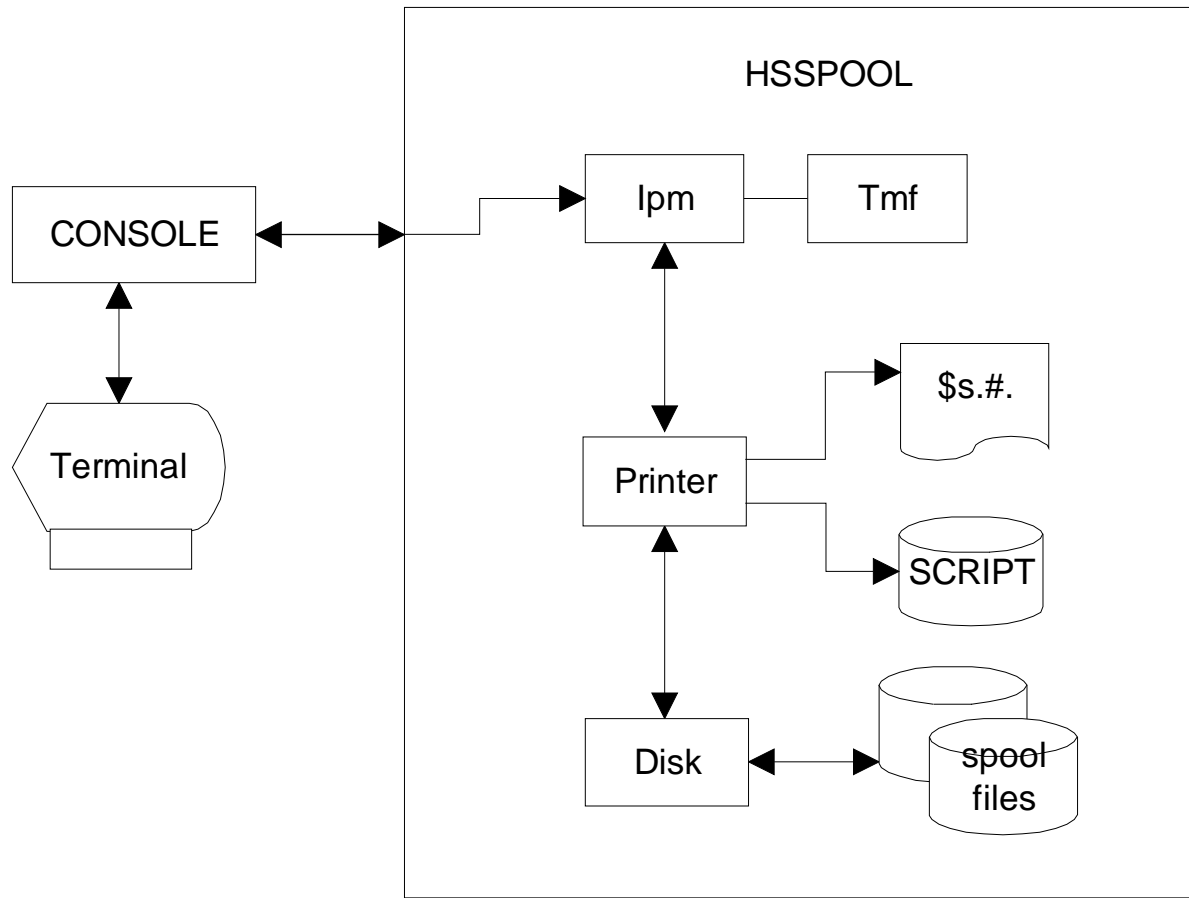 HSSPOOL
Ipm
Tmf
CONSOLE
$s.#.
Terminal
Printer
SCRIPT
Disk
spool
files